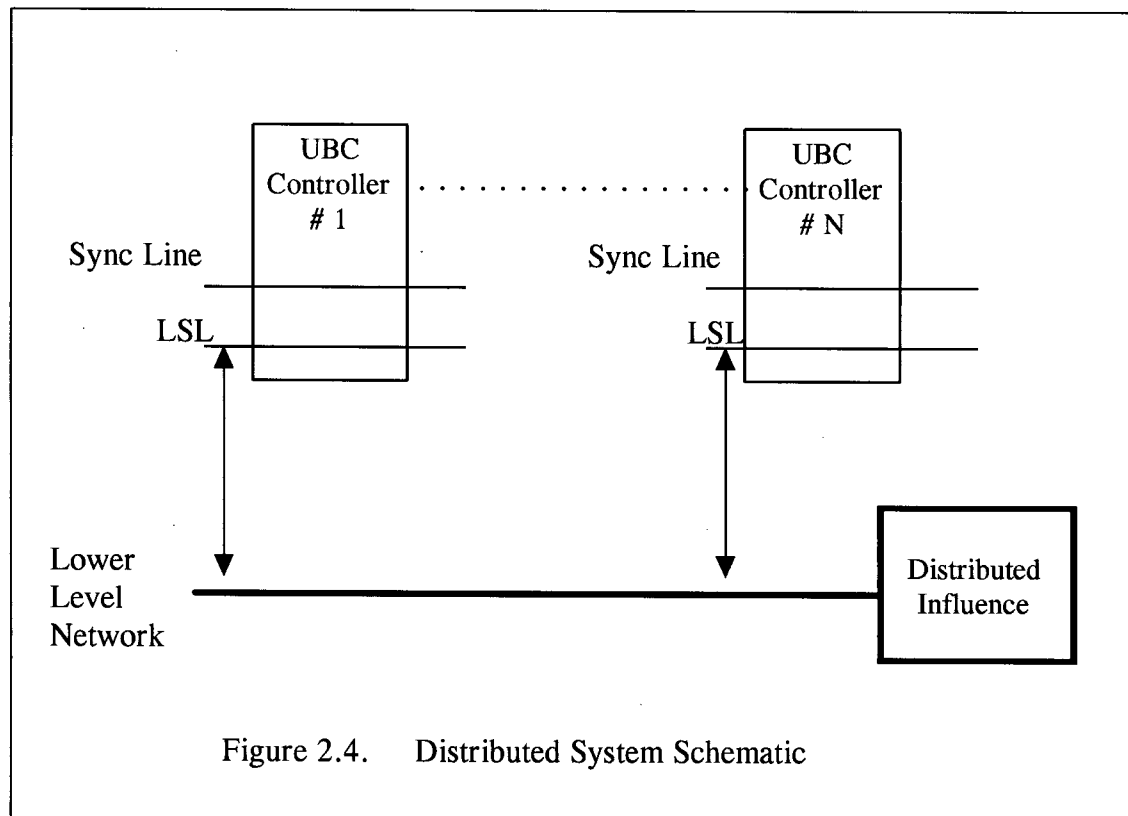 UBC
Controller
# 1
. . . . . . . . . . . . . . . . . . .
UBC
Controller
# N
Sync Line
Sync Line
LSL
LSL
Lower
Level
Network
Distributed
Influence
Figure 2.4. Distributed System Schematic